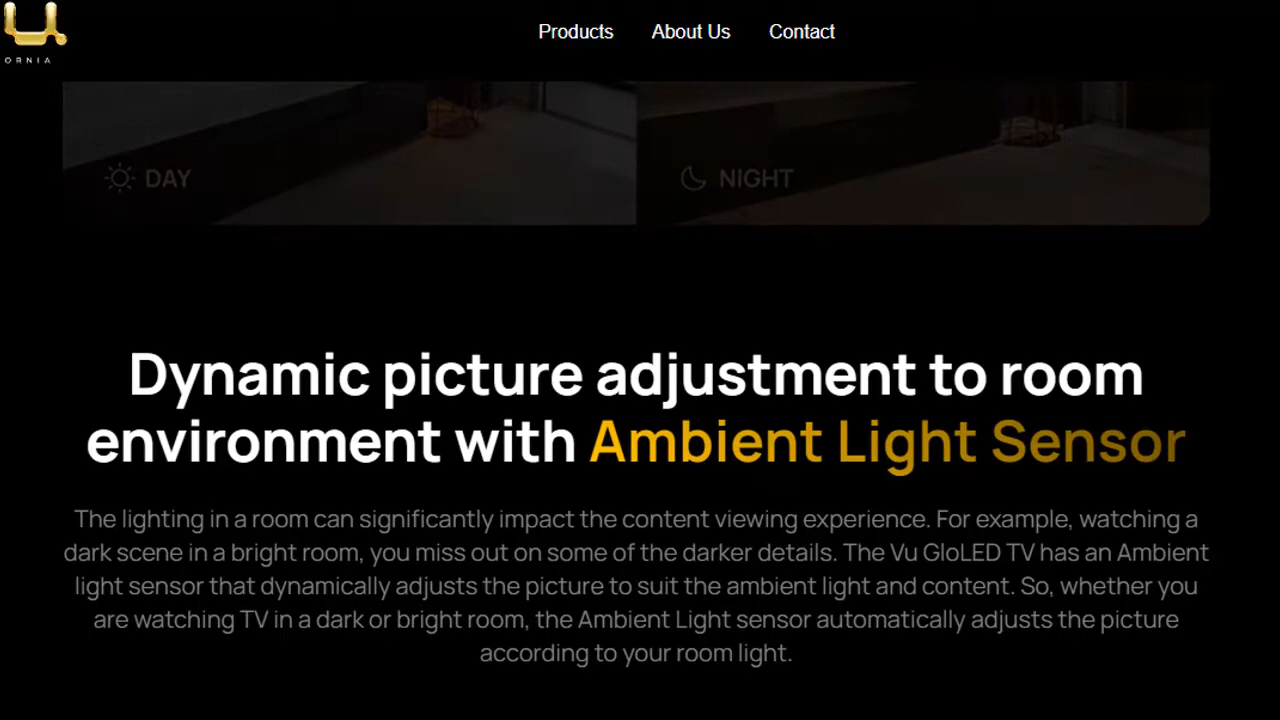 Products About Us Contact
ORNIA
DAY NIGHT
Dynamic picture adjustment to room
environment with Ambient Light Sensor
The lighting in a room can significantly impact the content viewing experience. For example, watching a
dark scene in a bright room, you miss out on some of the darker details. The Vu GloLED TV has an Ambient
light sensor that dynamically adjusts the picture to suit the ambient light and content. So, whether you
are watching TV in a dark or bright room, the Ambient Light sensor automatically adjusts the picture
according to your room light.